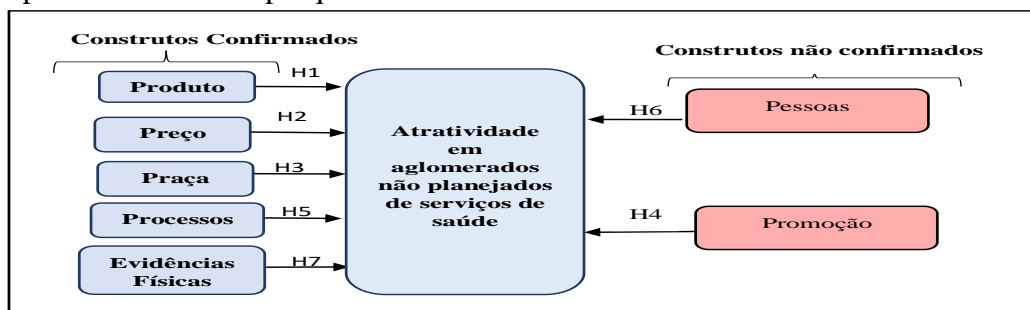 Construtos Confirmados
Construtos não confirmados
Produto
H1
Preço
H2
Praça
H3
Processos
H5
Evidências
Físicas
H7
Atratividade
em
aglomerados
não planejados
de serviços de
saúde
H6
Pessoas
H4
Promoção